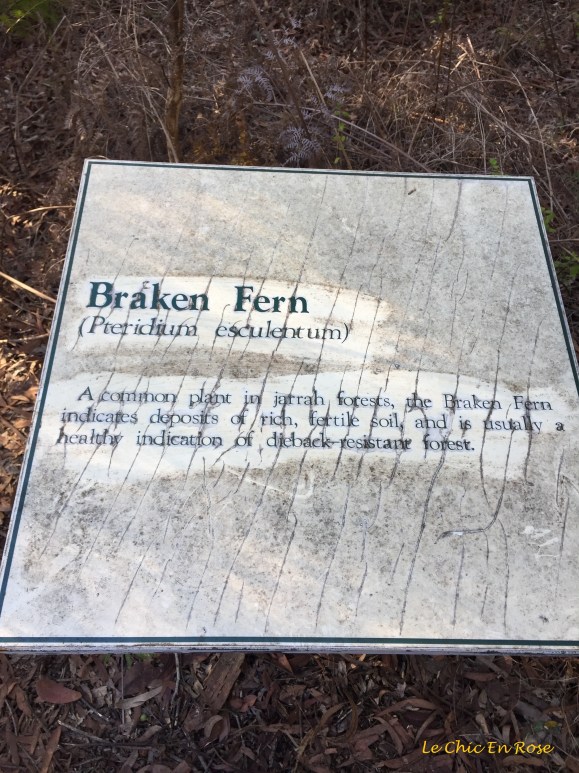 Braken Fern
(Pteridium esculentum)
A common plant in jarrah forests, the Braken Fern
indicates deposits of rich, fertile soil, and is usually a
healthy indication of dieback-resistant forest.
Le Chic En Rose